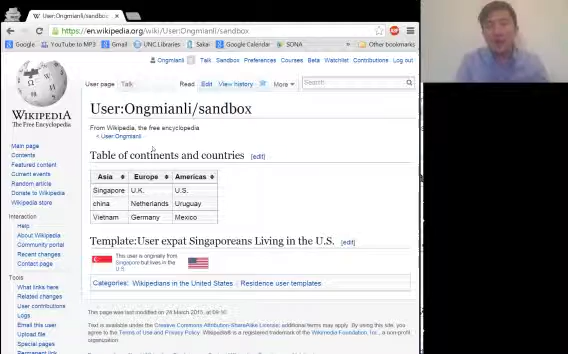 User:Ongmianli/sandbox
https://en.wikipedia.org/wiki/User:Ongmianli/sandbox
Google YouTube to MP3 Gmail UNC Libraries Sakai Google Calendar SONA Other bookmarks
Ongmianli Talk Sandbox Preferences Courses Beta Watchlist Contributions Log out
User page Talk Read Edit View history More Search
WIKIPEDIA
The Free Encyclopedia
Main page
Contents
Featured content
Current events
Random article
Donate to Wikipedia
Wikipedia store
Interaction
Help
About Wikipedia
Community portal
Recent changes
Contact page
Tools
What links here
Related changes
User contributions
Logs
Email this user
Upload file
Special pages
Permanent link
User:Ongmianli/sandbox
From Wikipedia, the free encyclopedia
< User:Ongmianli
Table of continents and countries [edit]
Asia Europe Americas
Singapore U.K. U.S.
china Netherlands Uruguay
Vietnam Germany Mexico
Template:User expat Singaporeans Living in the U.S. [edit]
This user is originally from
Singapore but lives in the
U.S.
Categories: Wikipedians in the United States | Residence user templates
This page was last modified on 24 March 2015, at 09:10.
Text is available under the Creative Commons Attribution-ShareAlike License; additional terms may apply. By using this site, you
agree to the Terms of Use and Privacy Policy. Wikipedia® is a registered trademark of the Wikimedia Foundation, Inc., a non-profit
organization.